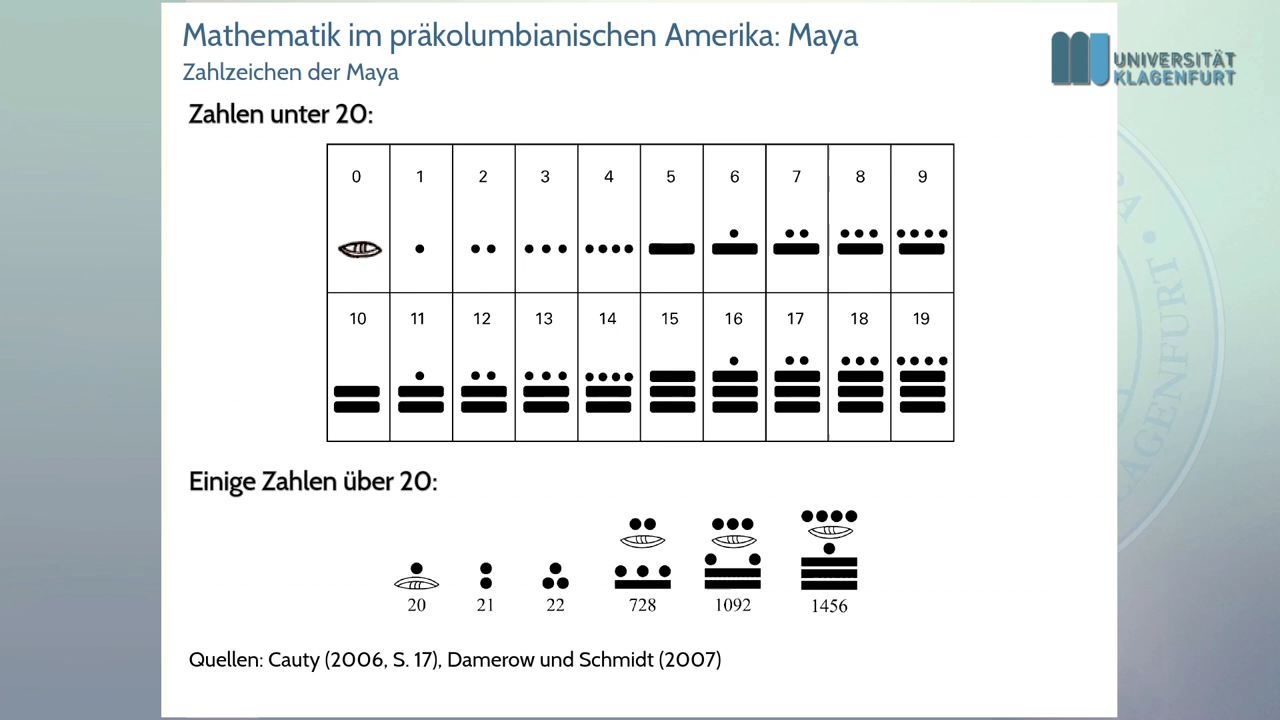 Mathematik im präkolumbianischen Amerika: Maya
Zahlzeichen der Maya
UNIVERSITÄT
KLAGENFURT
Zahlen unter 20:
0 1 2 3 4 5 6 7 8 9
10 11 12 13 14 15 16 17 18 19
Einige Zahlen über 20:
20 21 22 728 1092 1456
Quellen: Cauty (2006, S. 17), Damerow und Schmidt (2007)